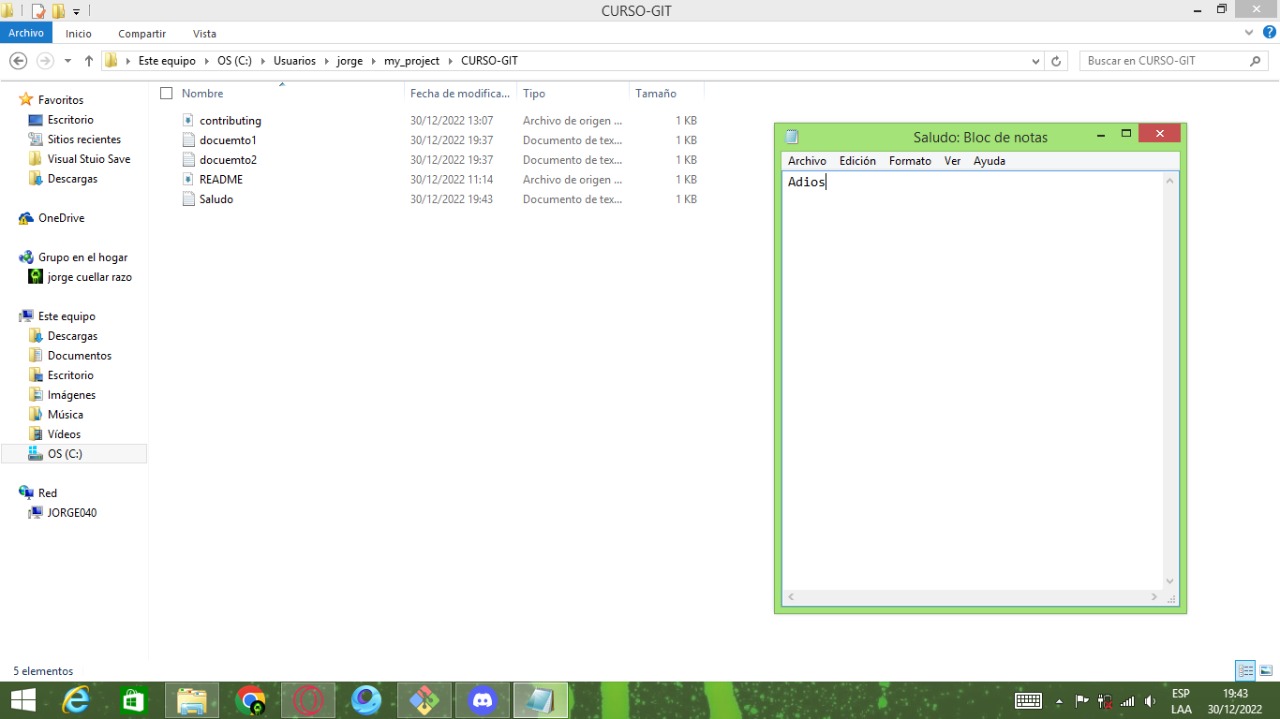 CURSO-GIT
Archivo Inicio Compartir Vista
Este equipo OS (C:) Usuarios jorge my_project CURSO-GIT
Buscar en CURSO-GIT
Favoritos
Escritorio
Sitios recientes
Visual Stuio Save
Descargas
OneDrive
Grupo en el hogar
jorge cuellar razo
Este equipo
Descargas
Documentos
Escritorio
Imágenes
Música
Vídeos
OS (C:)
Red
JORGE040
Nombre Fecha de modifica... Tipo Tamaño
contributing 30/12/2022 13:07 Archivo de origen ... 1 KB
docuemto1 30/12/2022 19:37 Documento de tex... 1 KB
docuemto2 30/12/2022 19:37 Documento de tex... 1 KB
README 30/12/2022 11:14 Archivo de origen ... 1 KB
Saludo 30/12/2022 19:43 Documento de tex... 1 KB
Saludo: Bloc de notas
Archivo Edición Formato Ver Ayuda
Adios
5 elementos
ESP
LAA
19:43
30/12/2022